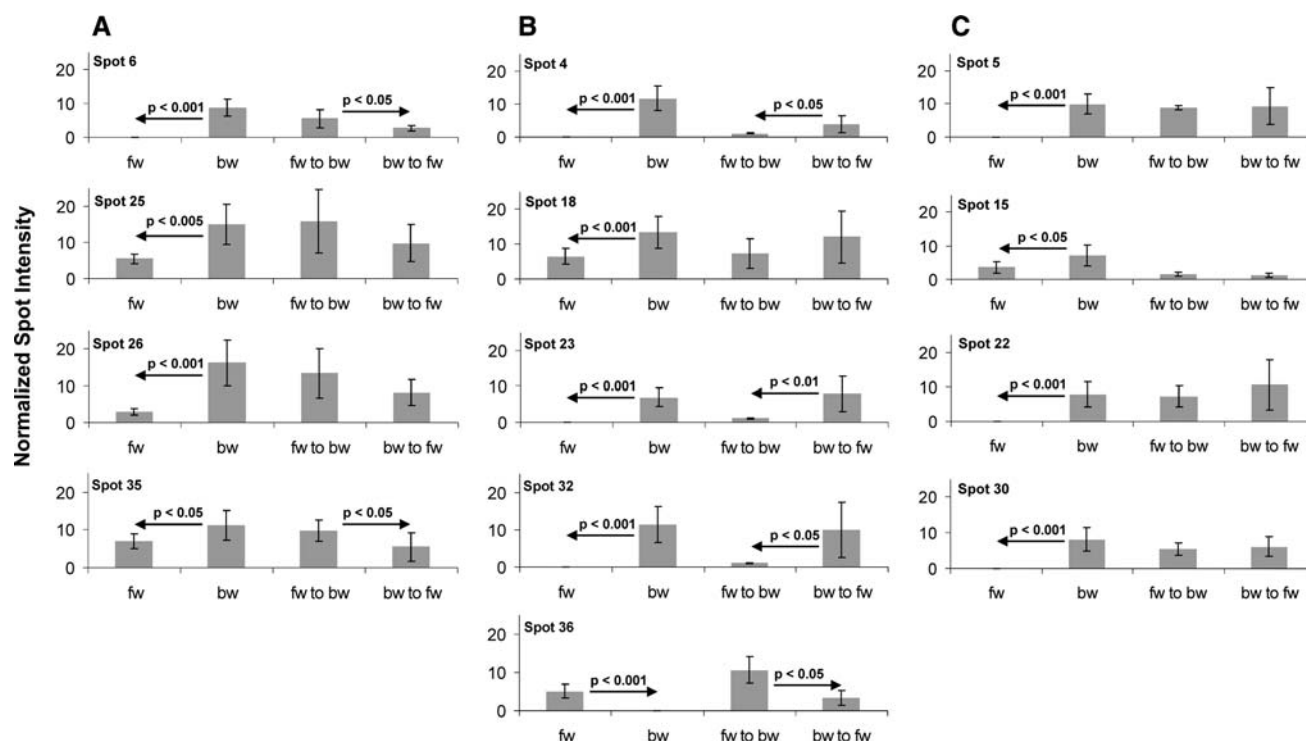 A
B
C
Normalized Spot Intensity
Spot 6
20
10
0
p < 0.001
p < 0.05
fw bw fw to bw bw to fw
Spot 25
20
10
0
p < 0.005
fw bw fw to bw bw to fw
Spot 26
20
10
0
p < 0.001
fw bw fw to bw bw to fw
Spot 35
20
10
0
p < 0.05
p < 0.05
fw bw fw to bw bw to fw
Spot 4
20
10
0
p < 0.001
p < 0.05
fw bw fw to bw bw to fw
Spot 18
20
10
0
p < 0.001
fw bw fw to bw bw to fw
Spot 23
20
10
0
p < 0.001
p < 0.01
fw bw fw to bw bw to fw
Spot 32
20
10
0
p < 0.001
p < 0.05
fw bw fw to bw bw to fw
Spot 36
20
10
0
p < 0.001
p < 0.05
fw bw fw to bw bw to fw
Spot 5
20
10
0
p < 0.001
fw bw fw to bw bw to fw
Spot 15
20
10
0
p < 0.05
fw bw fw to bw bw to fw
Spot 22
20
10
0
p < 0.001
fw bw fw to bw bw to fw
Spot 30
20
10
0
p < 0.001
fw bw fw to bw bw to fw